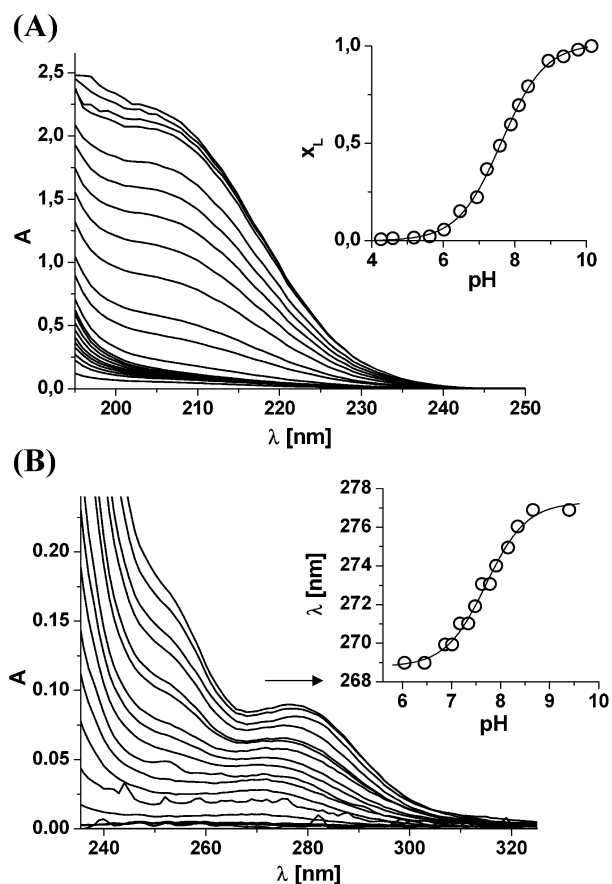 (A)
2,5
2,0
1,5
1,0
0,5
0,0
A
200 210 220 230 240 250
λ [nm]
1,0
0,5
0,0
x_L
4 6 8 10
pH
(B)
0.20
0.15
0.10
0.05
0.00
A
240 260 280 300 320
λ [nm]
278
276
274
272
270
268
λ [nm]
6 7 8 9 10
pH